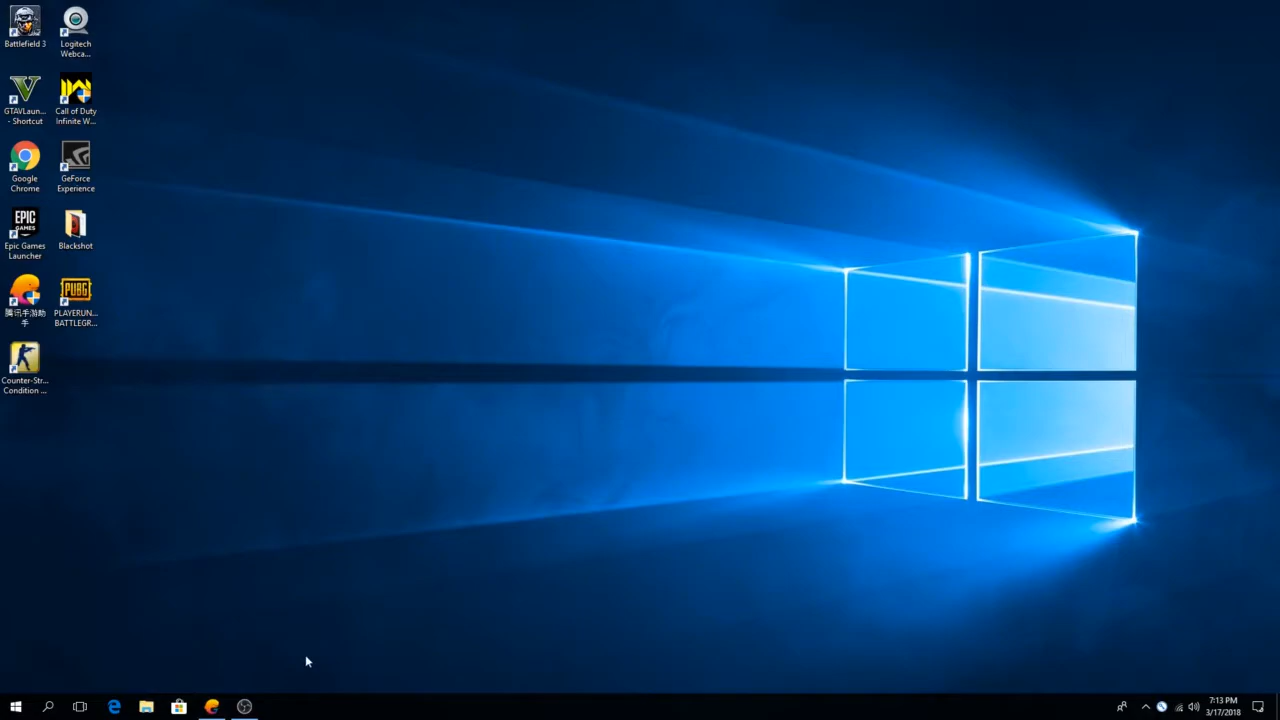 Battlefield 3
Logitech
Webca...
GTAVLaun...
- Shortcut
Call of Duty
Infinite W...
Google
Chrome
GeForce
Experience
EPIC
GAMES
Epic Games
Launcher
Blackshot
腾讯手游助
手
PUBG
PLAYERUN...
BATTLEGR...
Counter-Str...
Condition ...
7:13 PM
3/17/2018